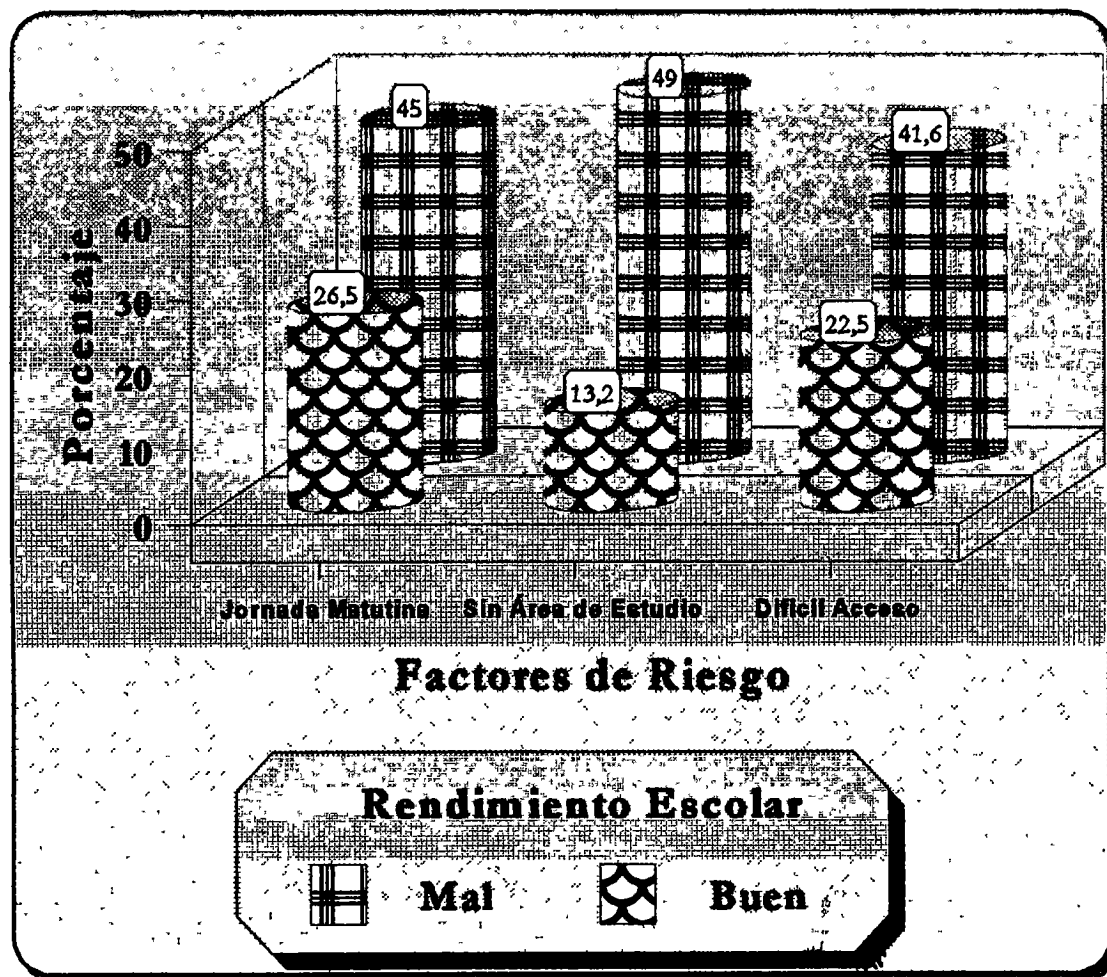 45
49
41,6
50
40
30
20
10
0
Porcentaje
26,5
13,2
22,5
Jornada Matutina
Sin Área de Estudio
Dificil Acceso
Factores de Riesgo
Rendimiento Escolar
Mal
Buen